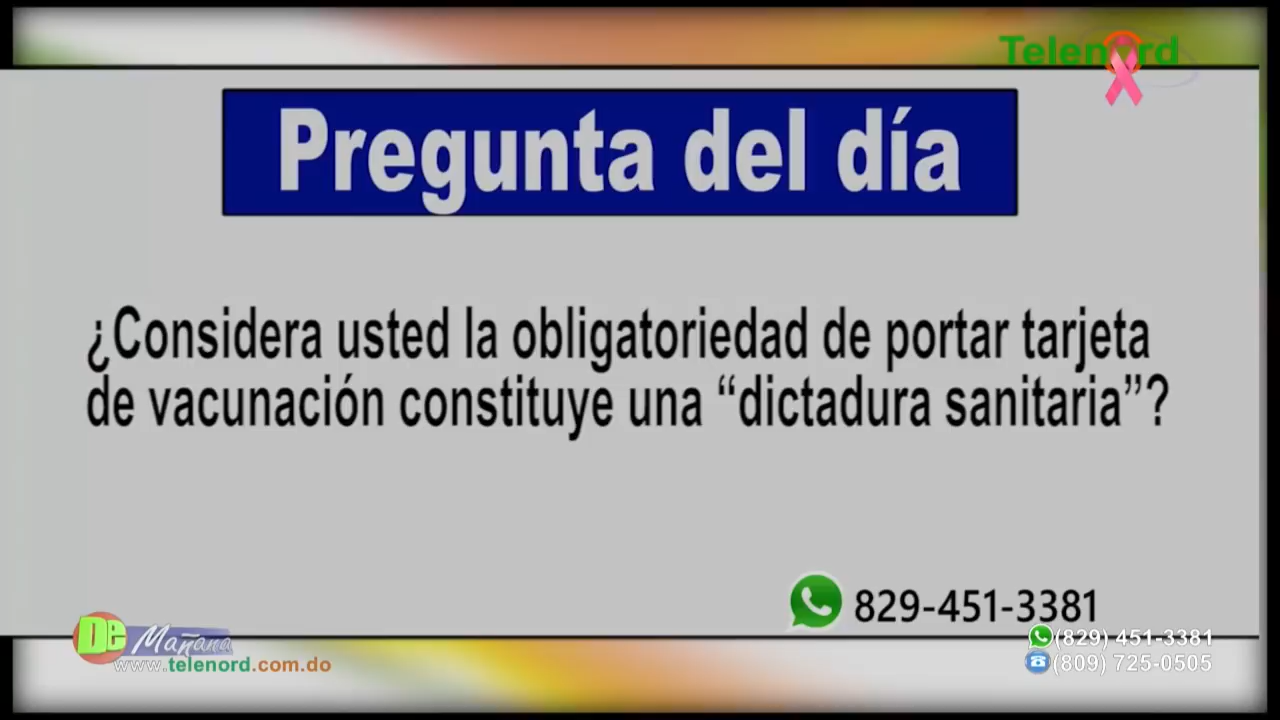 Telenord
Pregunta del día
¿Considera usted la obligatoriedad de portar tarjeta
de vacunación constituye una “dictadura sanitaria”?
829-451-3381
De Mañana
www.telenord.com.do
(829) 451-3381
(809) 725-0505